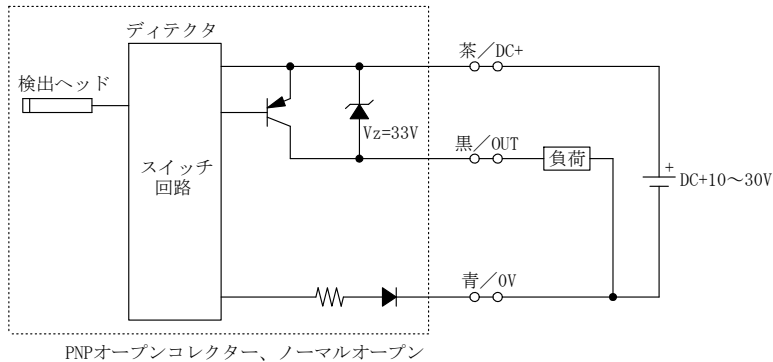 ディテクタ
茶／DC+
検出ヘッド
Vz=33V
黒／OUT
負荷
スイッチ
回路
+
DC+10～30V
青／0V
PNPオープンコレクター、ノーマルオープン